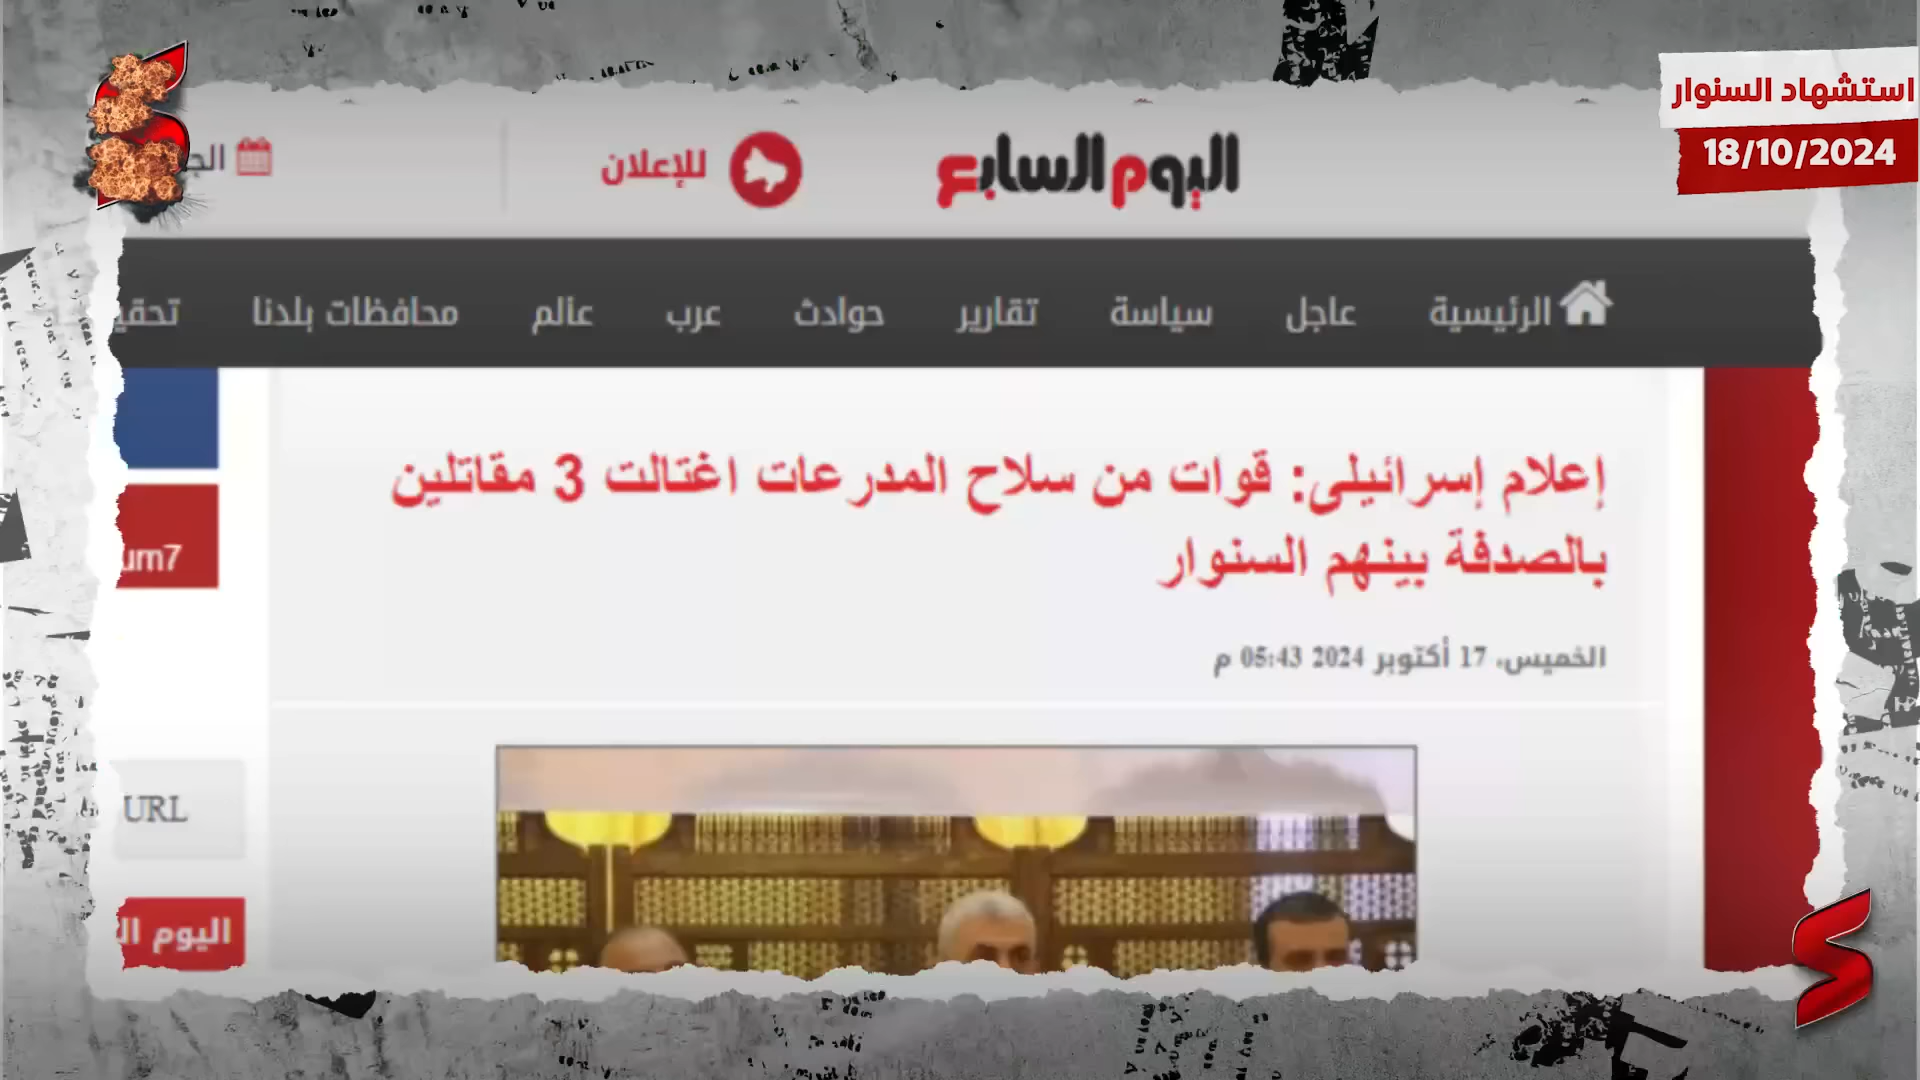 استشهاد السنوار
18/10/2024
اليوم السابع
للإعلان
الرئيسية
عاجل
سياسة
تقارير
حوادث
عرب
عالم
محافظات بلدنا
إعلام إسرائيلى: قوات من سلاح المدرعات اغتالت 3 مقاتلين
بالصدفة بينهم السنوار
الخميس، 17 أكتوبر 2024 05:43 م
um7
URL
اليوم